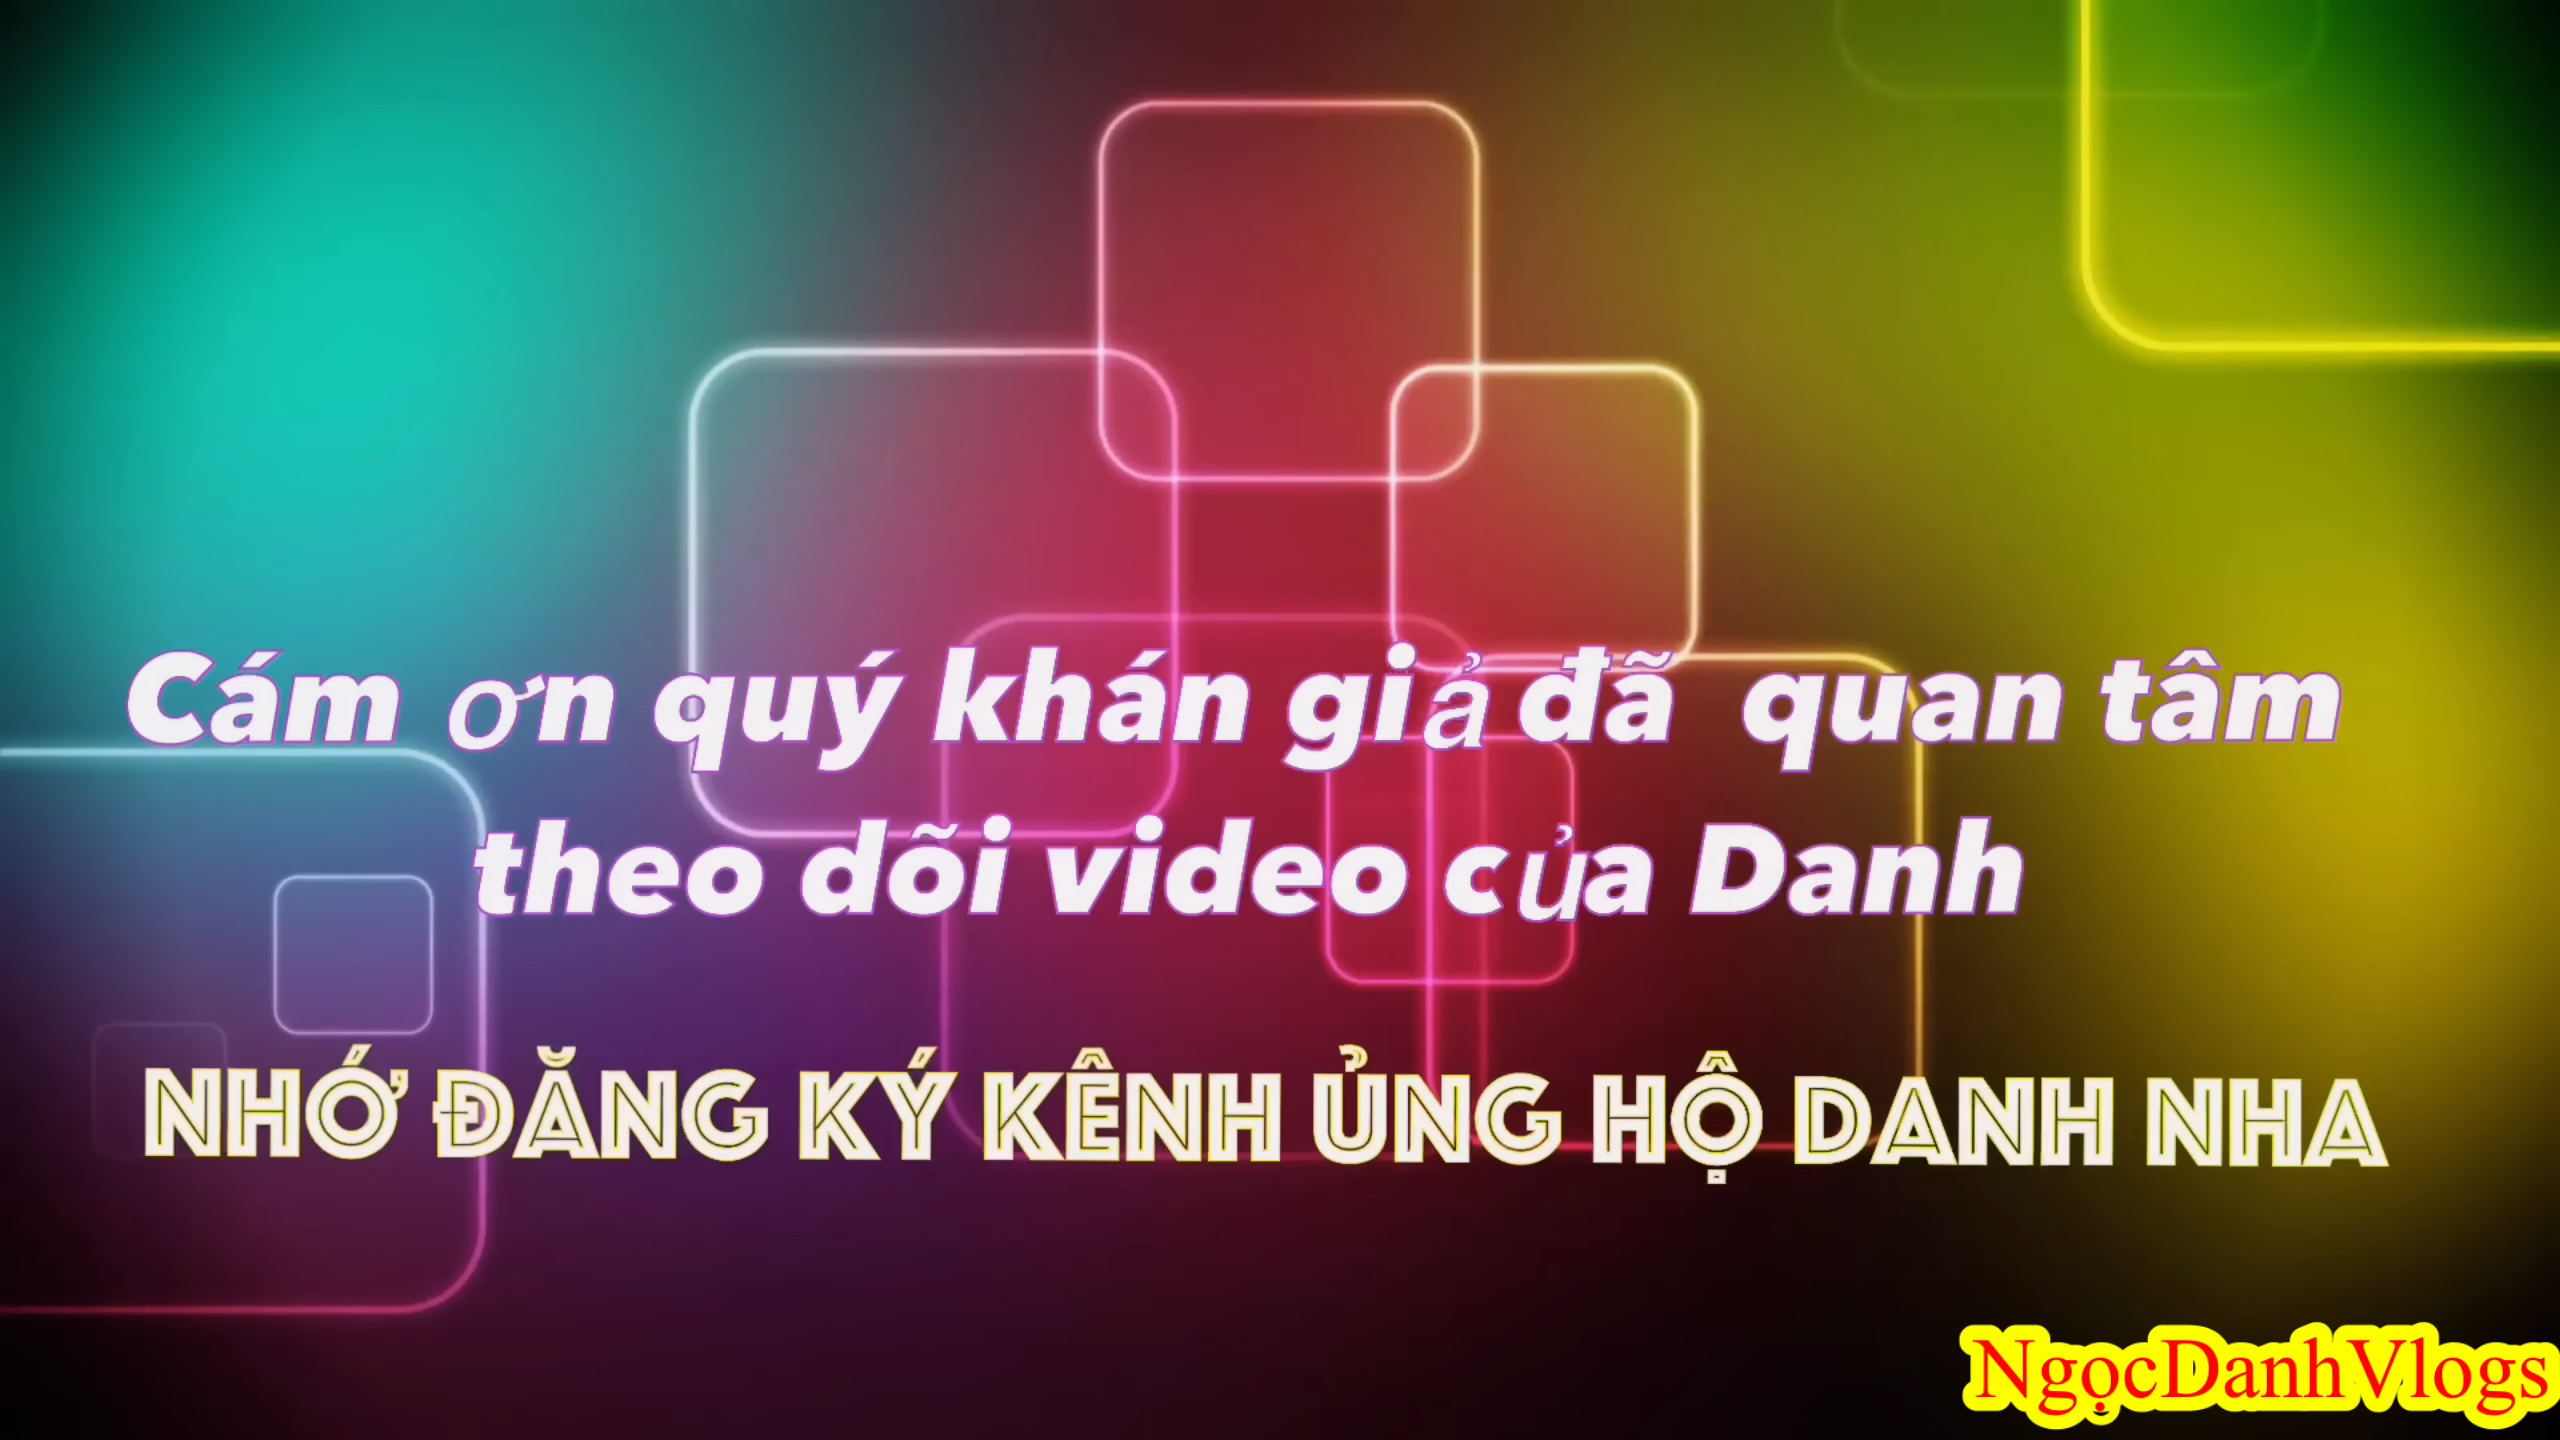 Cám ơn quý khán giả đã quan tâm
theo dõi video của Danh
NHỚ ĐĂNG KÝ KÊNH ỦNG HỘ DANH NHA
NgọcDanhVlogs